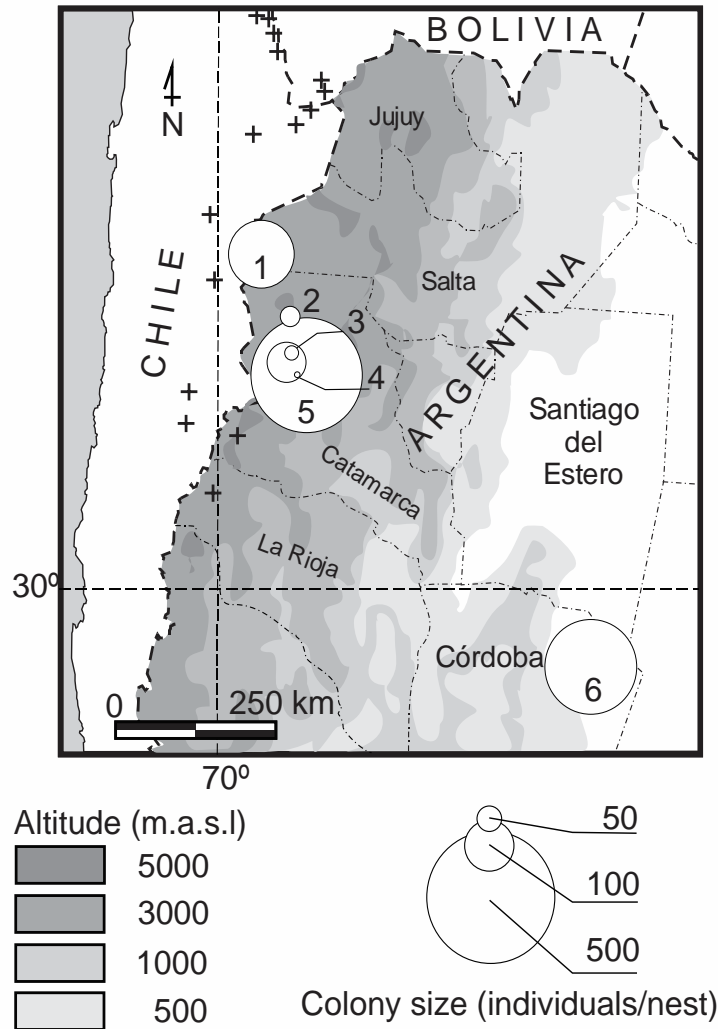 BOLIVIA
N
Jujuy
CHILE
1
Salta
ARGENTINA
2
3
4
5
Santiago
del
Estero
Catamarca
La Rioja
30º
Córdoba
6
0 250 km
70º
Altitude (m.a.s.l)
5000
3000
1000
500
50
100
500
Colony size (individuals/nest)